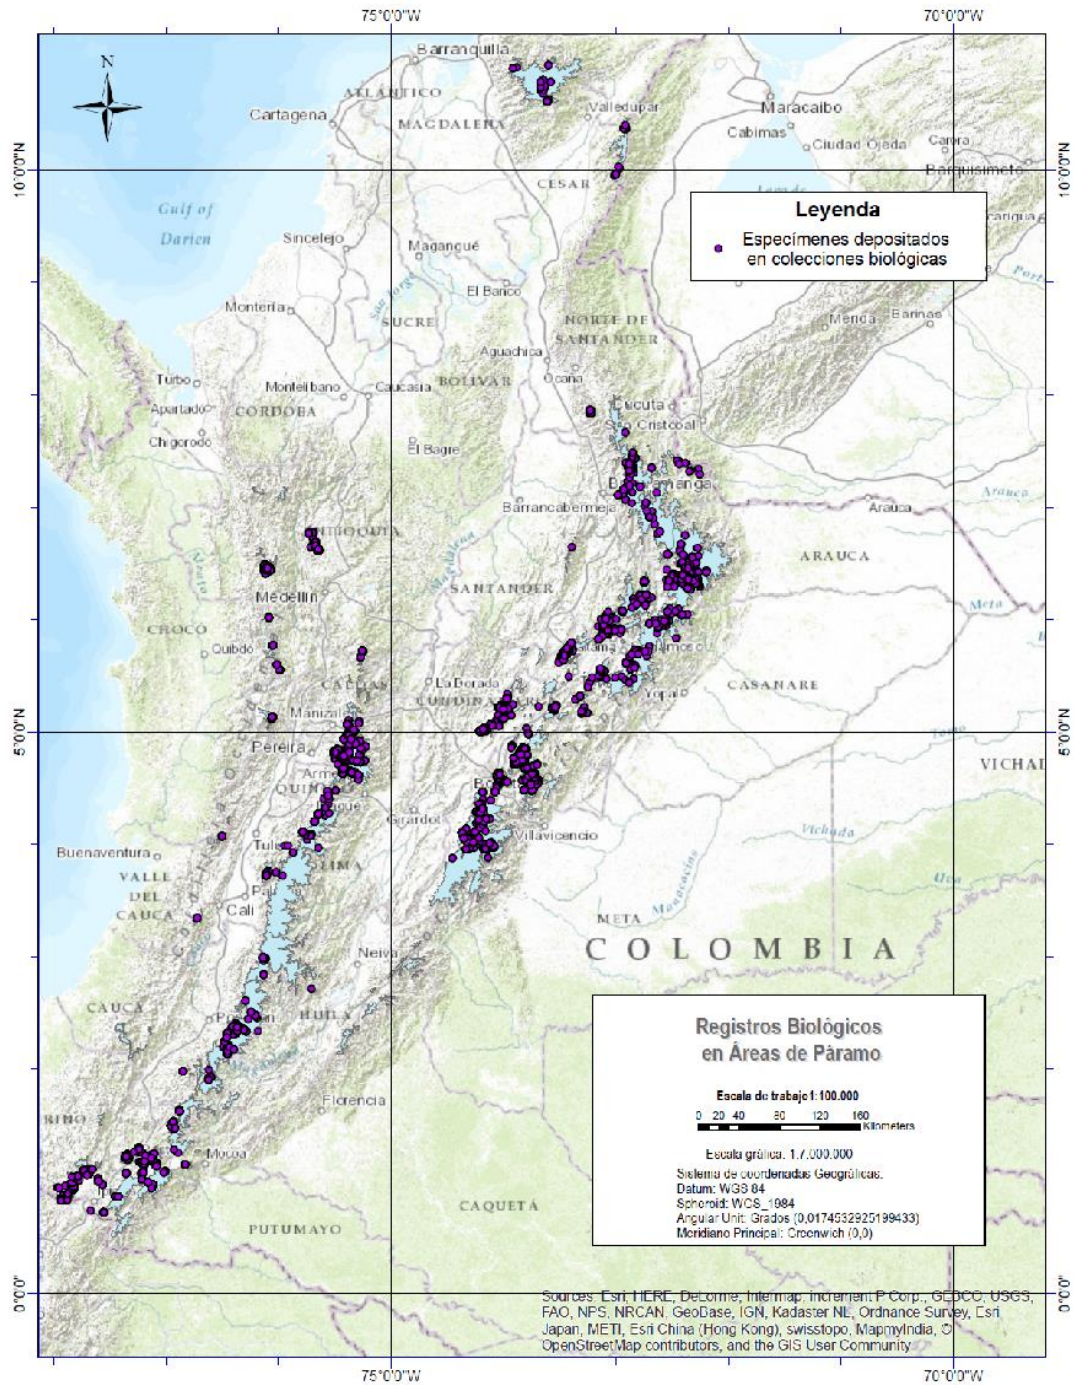 75°0'0"W
70°0'0"W
N
Barranquilla
ATLÁNTICO
Cartagena
MAGDALENA
Valledupar
Maracaibo
Cabimas
Ciudad Ojeda
Carora
Barquisimeto
10°0'0"N
10°0'0"N
CESAR
Leyenda
Especímenes depositados
en colecciones biológicas
Gulf of
Darien
Sincelejo
Magangué
El Banco
Montería
San Jorge
SUCRE
NORTE DE
SANTANDER
Mérida
Barinas
Aguachica
Ocaña
Turbo
Montelibano
Caucasia
BOLÍVAR
Apartadó
CÓRDOBA
Cúcuta
San Cristóbal
Chigorodó
El Bagre
Barrancabermeja
Arauca
Arauca
ANTIOQUIA
ARAUCA
Magdalena
SANTANDER
Medellín
Meta
CHOCÓ
Quibdó
La Dorada
Yopal
CASANARE
Manizales
5°0'0"N
5°0'0"N
Pereira
VICHAD
Girardot
Villavicencio
Vichada
Buenaventura
VALLE
DEL
CAUCA
Cali
META
Uva
COLOMBIA
Neiva
CAUCA
HUILA
Florencia
Mocoa
CAQUETÁ
PUTUMAYO
Registros Biológicos
en Áreas de Páramo
Escala de trabajo 1:100.000
0 20 40 80 120 160
Kilometers
Escala gráfica: 1:7.000.000
Sistema de coordenadas Geográficas.
Datum: WGS 84
Spheroid: WGS_1984
Angular Unit: Grados (0,0174532925199433)
Meridiano Principal: Greenwich (0,0)
0°0'0"
0°0'0"
Sources: Esri, HERE, DeLorme, Intermap, increment P Corp., GEBCO, USGS,
FAO, NPS, NRCAN, GeoBase, IGN, Kadaster NL, Ordnance Survey, Esri
Japan, METI, Esri China (Hong Kong), swisstopo, MapmyIndia, ©
OpenStreetMap contributors, and the GIS User Community
75°0'0"W
70°0'0"W